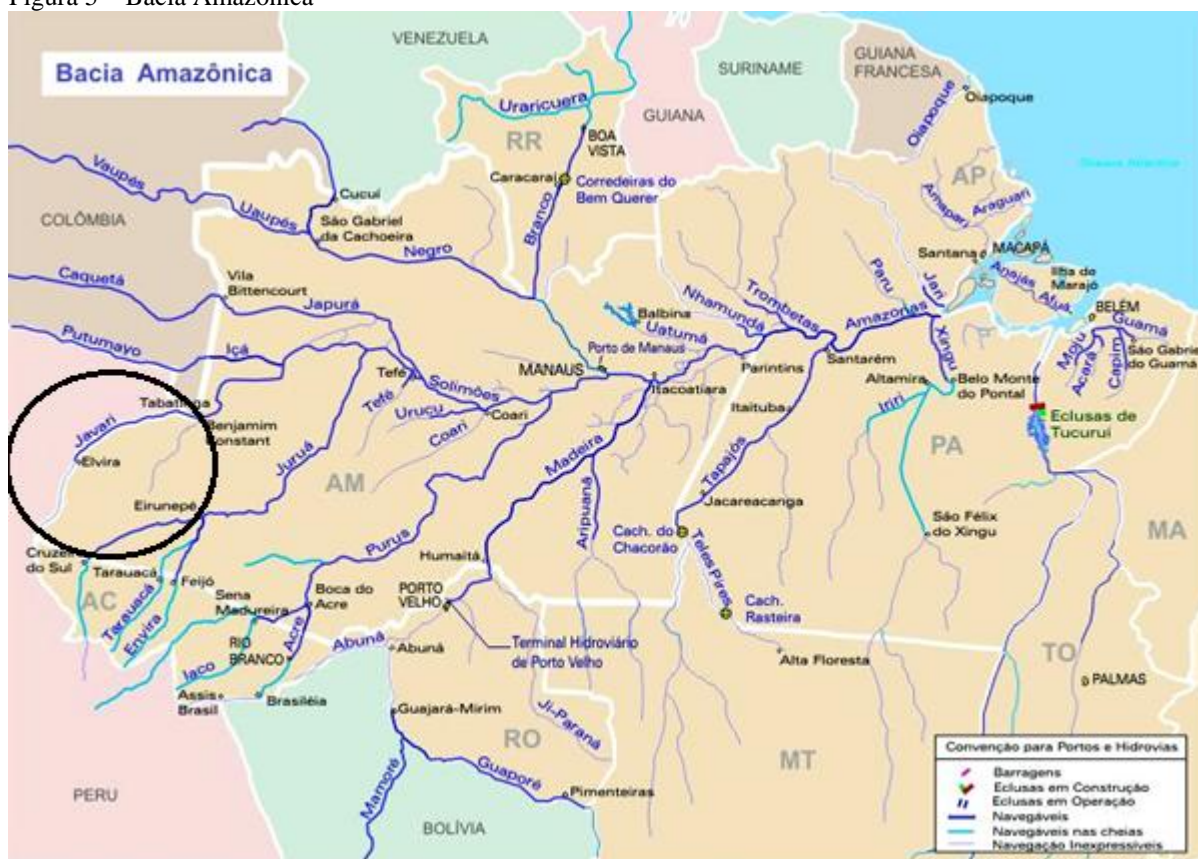 Figura 5 – Bacia Amazônica
Bacia Amazônica
VENEZUELA
SURINAME
GUIANA
FRANCESA
GUIANA
COLÔMBIA
PERU
BOLÍVIA
RR
AP
AM
PA
AC
RO
MT
TO
MA
Uraricuera
BOA
VISTA
Caracaraí
Corredeiras do
Bem Querer
Branco
Oiapoque
Oiapoque
Amapari
Araguari
Santana
MACAPÁ
Ilha de
Marajó
Anajás
Afuá
BELÉM
Guamá
Moju
Acará
Capim
São Gabriel
do Guamá
Vaupés
Uaupés
Cucuí
São Gabriel
da Cachoeira
Negro
Caquetá
Vila
Bittencourt
Japurá
Putumayo
Içá
Balbina
Uatumã
Nhamundá
Trombetas
Paru
Jari
Amazonas
Xingu
Porto de Manaus
MANAUS
Itacoatiara
Parintins
Santarém
Altamira
Belo Monte
do Pontal
Iriri
Itaituba
Eclusas de
Tucuruí
Tefé
Tefé
Solimões
Urucu
Coari
Coari
Tabatinga
Benjamim
Constant
Javari
Elvira
Juruá
Eirunepé
Madeira
Aripuanã
Tapajós
Jacareacanga
Cach. do
Chacorão
São Félix
do Xingu
Purus
Humaitá
Teles Pires
Cach.
Rasteira
Cruzeiro
do Sul
Tarauacá
Feijó
Tarauacá
Envira
Sena
Madureira
Boca do
Acre
PORTO
VELHO
Terminal Hidroviário
de Porto Velho
RIO
BRANCO
Acre
Iaco
Abunã
Abunã
Alta Floresta
PALMAS
Assis
Brasil
Brasiléia
Guajará-Mirim
Ji-Paraná
Guaporé
Mamoré
Pimenteiras
Convenção para Portos e Hidrovias
Barragens
Eclusas em Construção
Eclusas em Operação
Navegáveis
Navegáveis nas cheias
Navegação Inexpressíveis